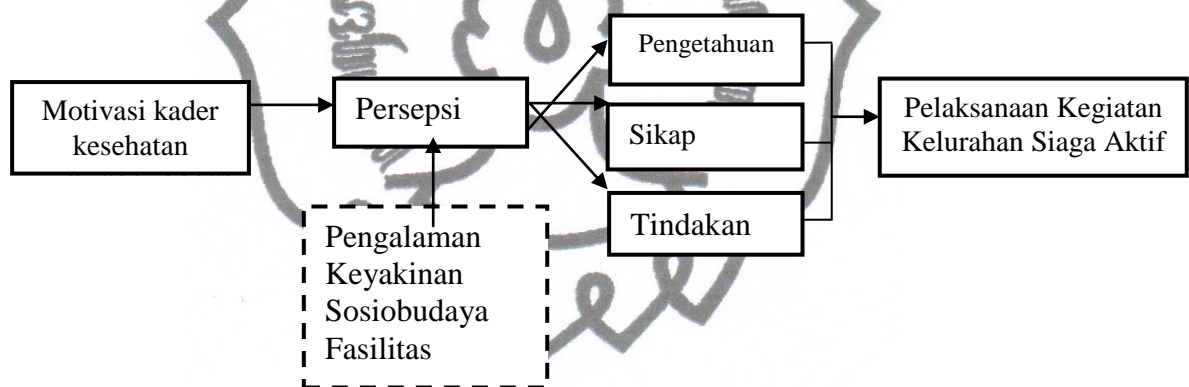 Motivasi kader
kesehatan
Persepsi
Pengalaman
Keyakinan
Sosiobudaya
Fasilitas
Pengetahuan
Sikap
Tindakan
Pelaksanaan Kegiatan
Kelurahan Siaga Aktif